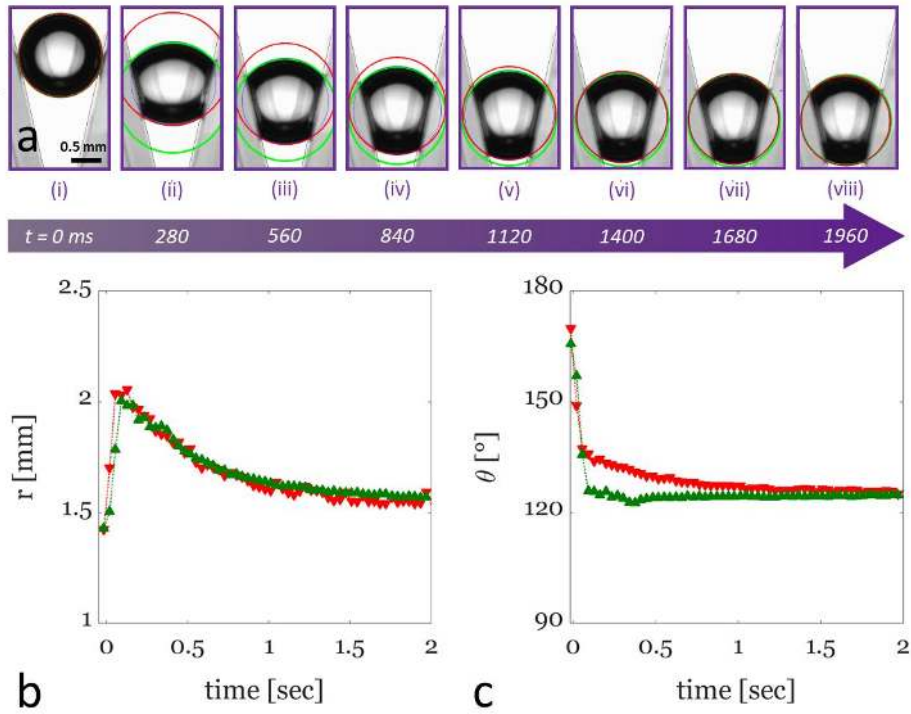 a
0.5 mm
(i) (ii) (iii) (iv) (v) (vi) (vii) (viii)
t = 0 ms 280 560 840 1120 1400 1680 1960
2.5
2
1.5
1
r [mm]
0 0.5 1 1.5 2
time [sec]
b
180
150
120
90
θ [°]
0 0.5 1 1.5 2
time [sec]
c